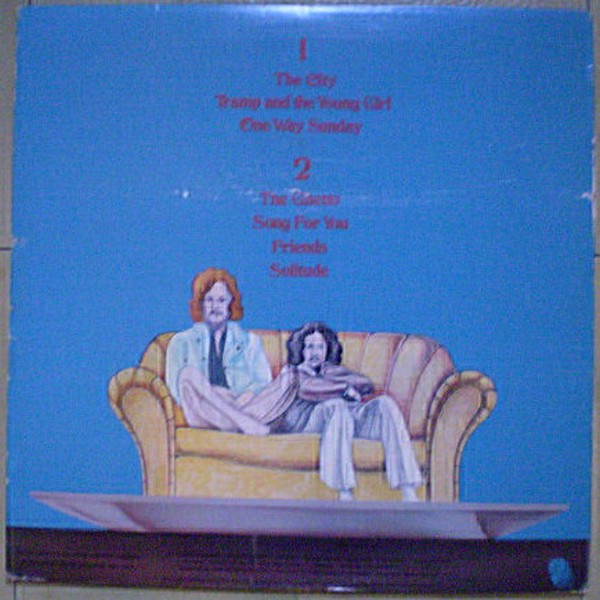 1
The City
Tramp and the Young Girl
One Way Sunday
2
The Ghetto
Song For You
Friends
Solitude